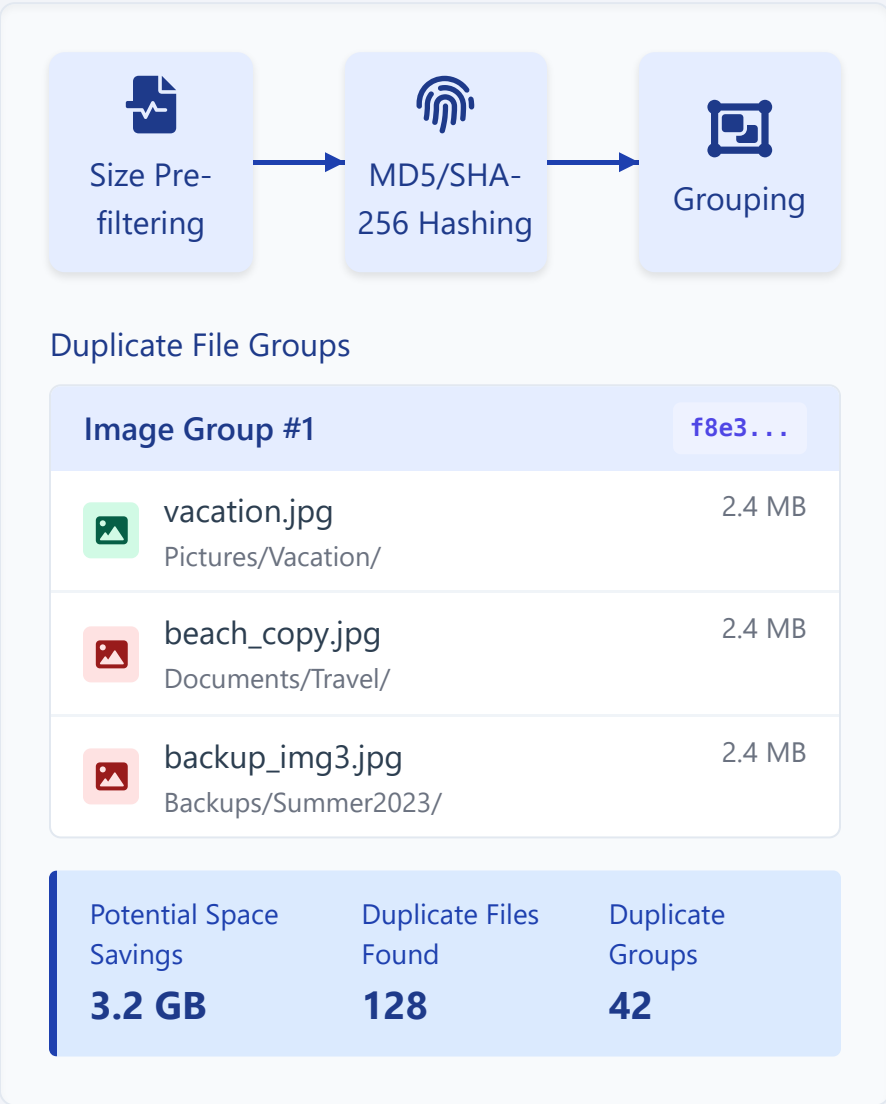 Size Pre-
filtering
MD5/SHA-
256 Hashing
Grouping
Duplicate File Groups
Image Group #1
f8e3...
vacation.jpg
2.4 MB
Pictures/Vacation/
beach_copy.jpg
2.4 MB
Documents/Travel/
backup_img3.jpg
2.4 MB
Backups/Summer2023/
Potential Space
Savings
3.2 GB
Duplicate Files
Found
128
Duplicate
Groups
42